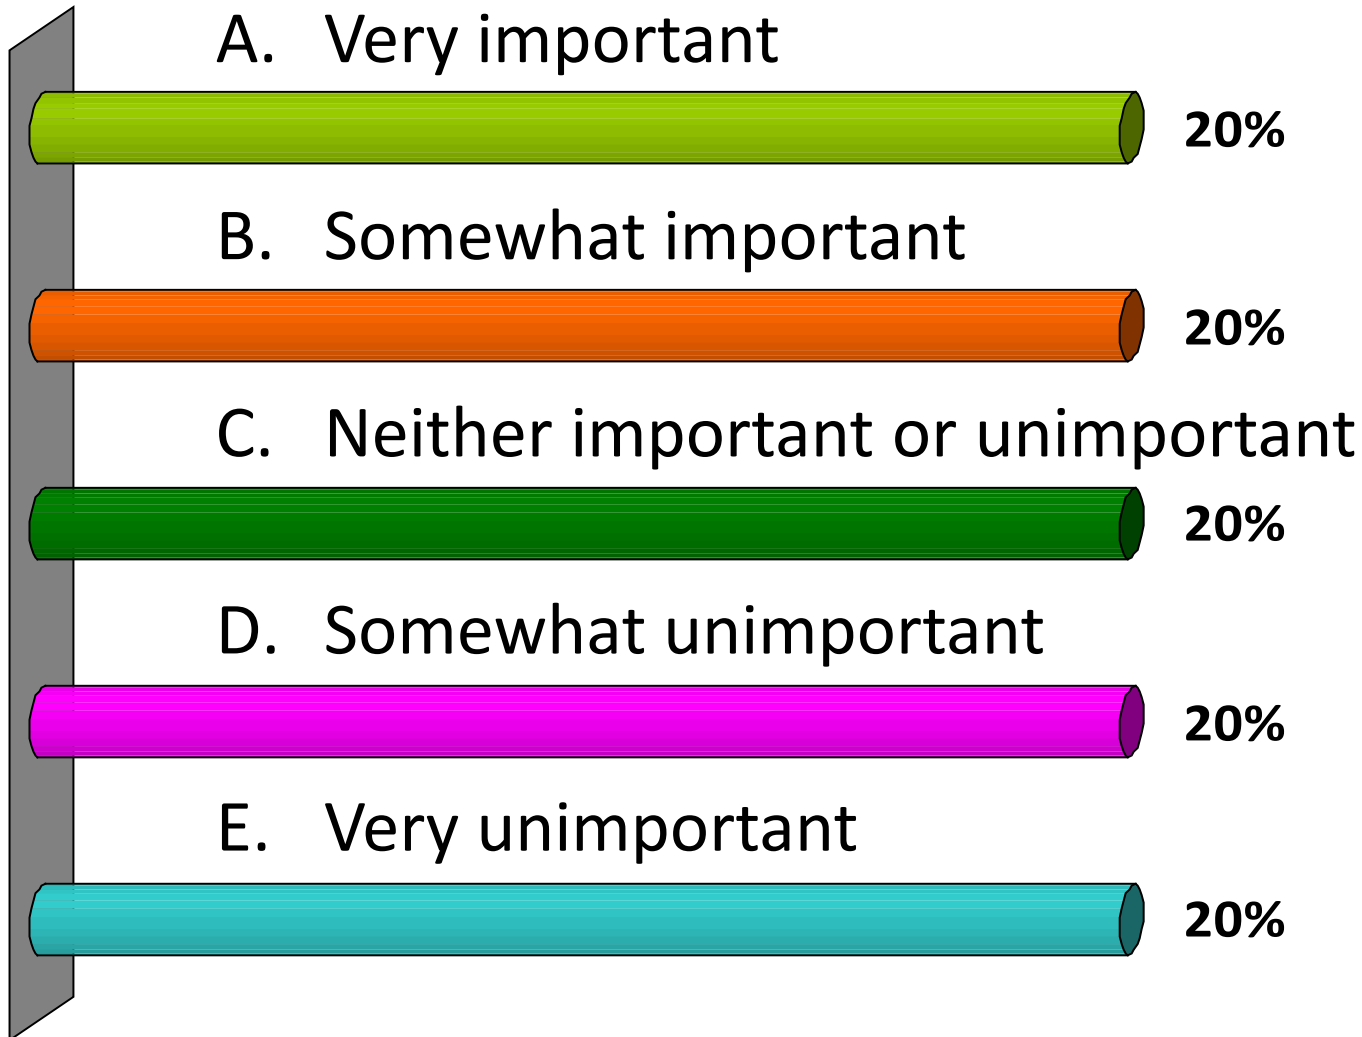 A. Very important
20%
B. Somewhat important
20%
C. Neither important or unimportant
20%
D. Somewhat unimportant
20%
E. Very unimportant
20%